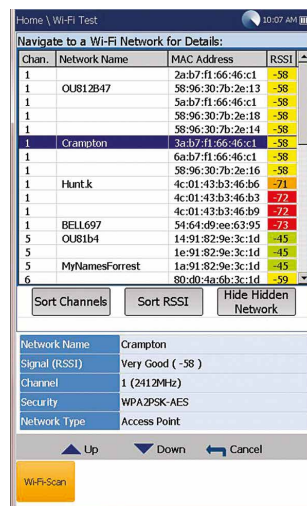 Home \ Wi-Fi Test 10:07 AM
Navigate to a Wi-Fi Network for Details:
Chan. Network Name MAC Address RSSI
1 2a:b7:f1:66:46:c1 -58
1 OU812B47 58:96:30:7b:2e:13 -58
1 5a:b7:f1:66:46:c1 -58
1 58:96:30:7b:2e:18 -58
1 58:96:30:7b:2e:14 -58
1 Crampton 3a:b7:f1:66:46:c1 -58
1 6a:b7:f1:66:46:c1 -58
1 58:96:30:7b:2e:16 -58
1 Hunt.k 4c:01:43:b3:46:b6 -71
1 4c:01:43:b3:46:b3 -72
1 4c:01:43:b3:46:b9 -72
1 BELL697 54:64:d9:ee:63:95 -73
5 OU81b4 14:91:82:9e:3c:1d -45
5 1e:91:82:9e:3c:1d -45
5 MyNamesForrest 1a:91:82:9e:3c:1d -45
6 80:d0:4a:6b:3c:1d -59
Sort Channels Sort RSSI Hide Hidden
Network
Network Name Crampton
Signal (RSSI) Very Good ( -58 )
Channel 1 (2412MHz)
Security WPA2PSK-AES
Network Type Access Point
Up Down Cancel
Wi-Fi-Scan